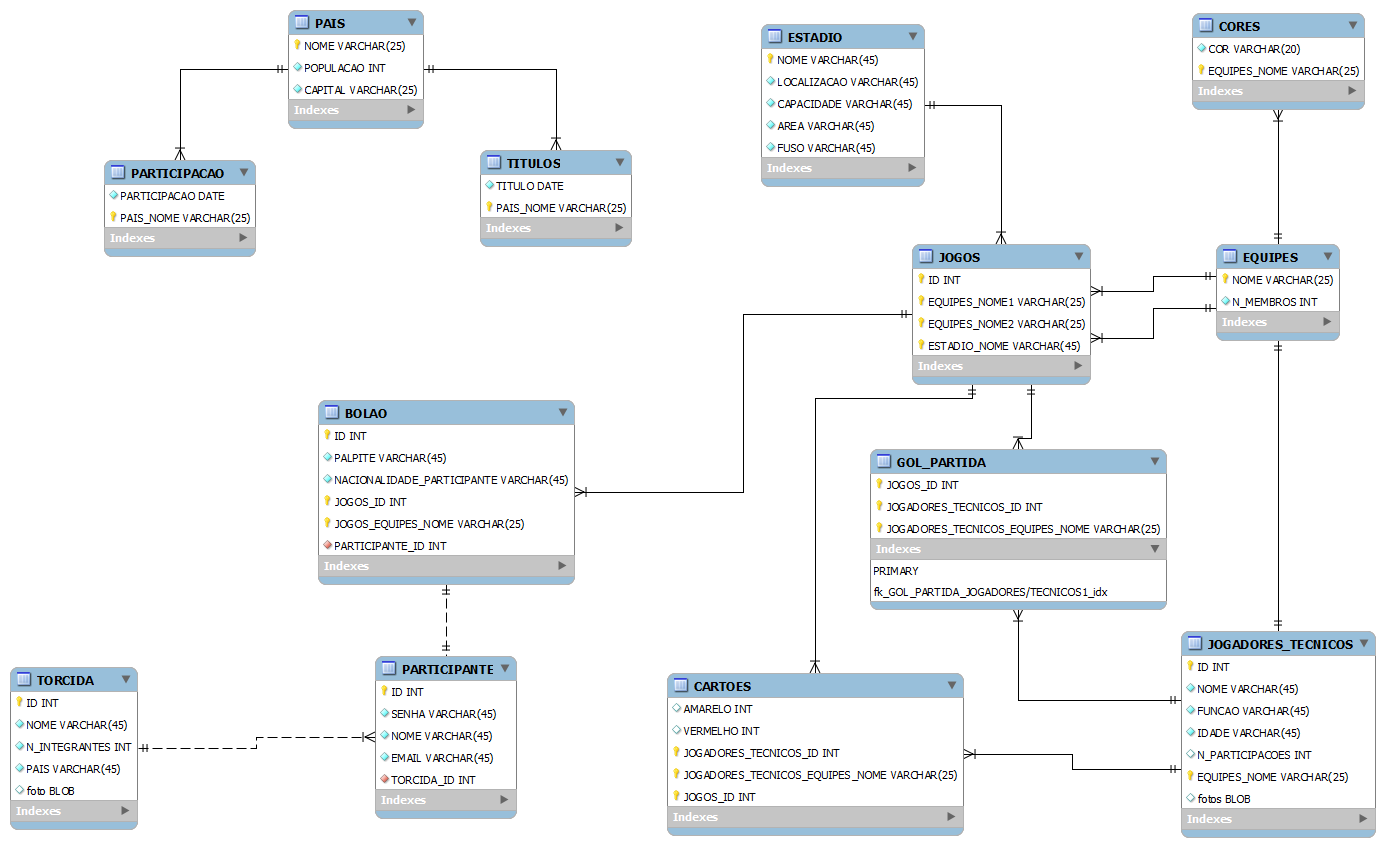 PAIS
NOME VARCHAR(25)
POPULACAO INT
CAPITAL VARCHAR(25)
Indexes
ESTADIO
NOME VARCHAR(45)
LOCALIZACAO VARCHAR(45)
CAPACIDADE VARCHAR(45)
AREA VARCHAR(45)
FUSO VARCHAR(45)
Indexes
CORES
COR VARCHAR(20)
EQUIPES_NOME VARCHAR(25)
Indexes
PARTICIPACAO
PARTICIPACAO DATE
PAIS_NOME VARCHAR(25)
Indexes
TITULOS
TITULO DATE
PAIS_NOME VARCHAR(25)
Indexes
JOGOS
ID INT
EQUIPES_NOME1 VARCHAR(25)
EQUIPES_NOME2 VARCHAR(25)
ESTADIO_NOME VARCHAR(45)
Indexes
EQUIPES
NOME VARCHAR(25)
N_MEMBROS INT
Indexes
BOLAO
ID INT
PALPITE VARCHAR(45)
NACIONALIDADE_PARTICIPANTE VARCHAR(45)
JOGOS_ID INT
JOGOS_EQUIPES_NOME VARCHAR(25)
PARTICIPANTE_ID INT
Indexes
GOL_PARTIDA
JOGOS_ID INT
JOGADORES_TECNICOS_ID INT
JOGADORES_TECNICOS_EQUIPES_NOME VARCHAR(25)
Indexes
PRIMARY
fk_GOL_PARTIDA_JOGADORES/TECNICOS1_idx
TORCIDA
ID INT
NOME VARCHAR(45)
N_INTEGRANTES INT
PAIS VARCHAR(45)
foto BLOB
Indexes
PARTICIPANTE
ID INT
SENHA VARCHAR(45)
NOME VARCHAR(45)
EMAIL VARCHAR(45)
TORCIDA_ID INT
Indexes
CARTOES
AMARELO INT
VERMELHO INT
JOGADORES_TECNICOS_ID INT
JOGADORES_TECNICOS_EQUIPES_NOME VARCHAR(25)
JOGOS_ID INT
Indexes
JOGADORES_TECNICOS
ID INT
NOME VARCHAR(45)
FUNCAO VARCHAR(45)
IDADE VARCHAR(45)
N_PARTICIPACOES INT
EQUIPES_NOME VARCHAR(25)
fotos BLOB
Indexes